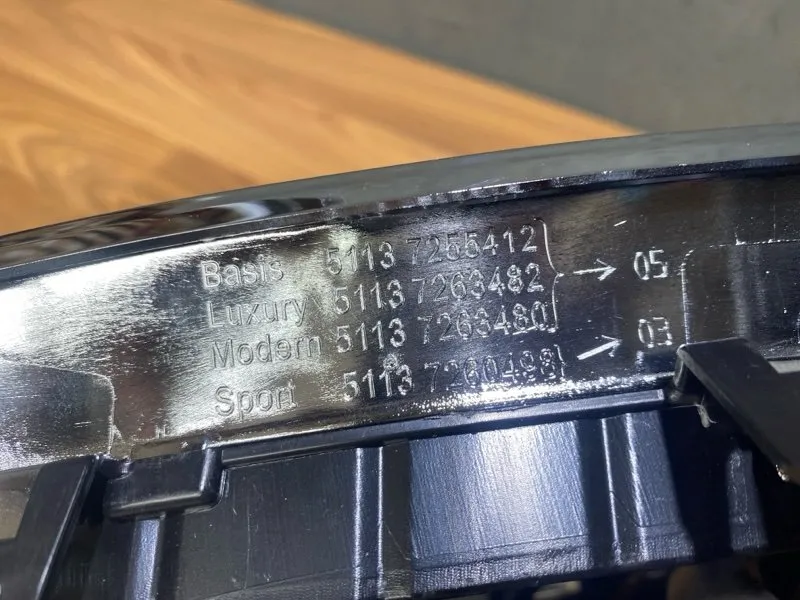 Basis 5113 7255412 } → 05
Luxury 5113 7263482
Modern 5113 7263480
Sport 5113 7260498 } → 03